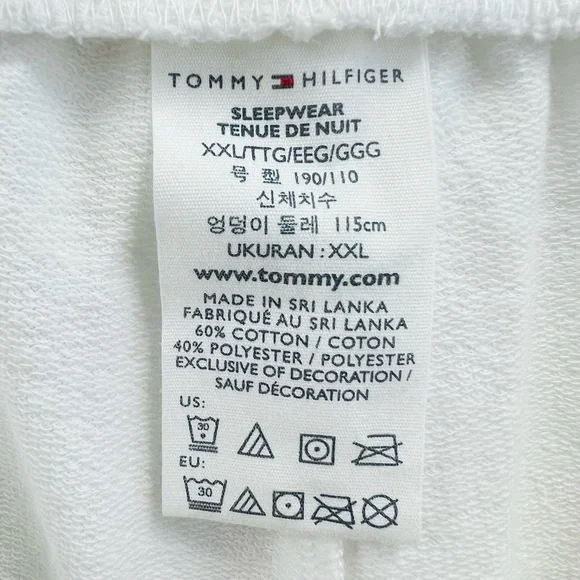 TOMMY HILFIGER
SLEEPWEAR
TENUE DE NUIT
XXL/TTG/EEG/GGG
号型 190/110
신체치수
엉덩이 둘레 115cm
UKURAN : XXL
www.tommy.com
MADE IN SRI LANKA
FABRIQUÉ AU SRI LANKA
60% COTTON / COTON
40% POLYESTER / POLYESTER
EXCLUSIVE OF DECORATION /
SAUF DÉCORATION
US:
30
EU:
30